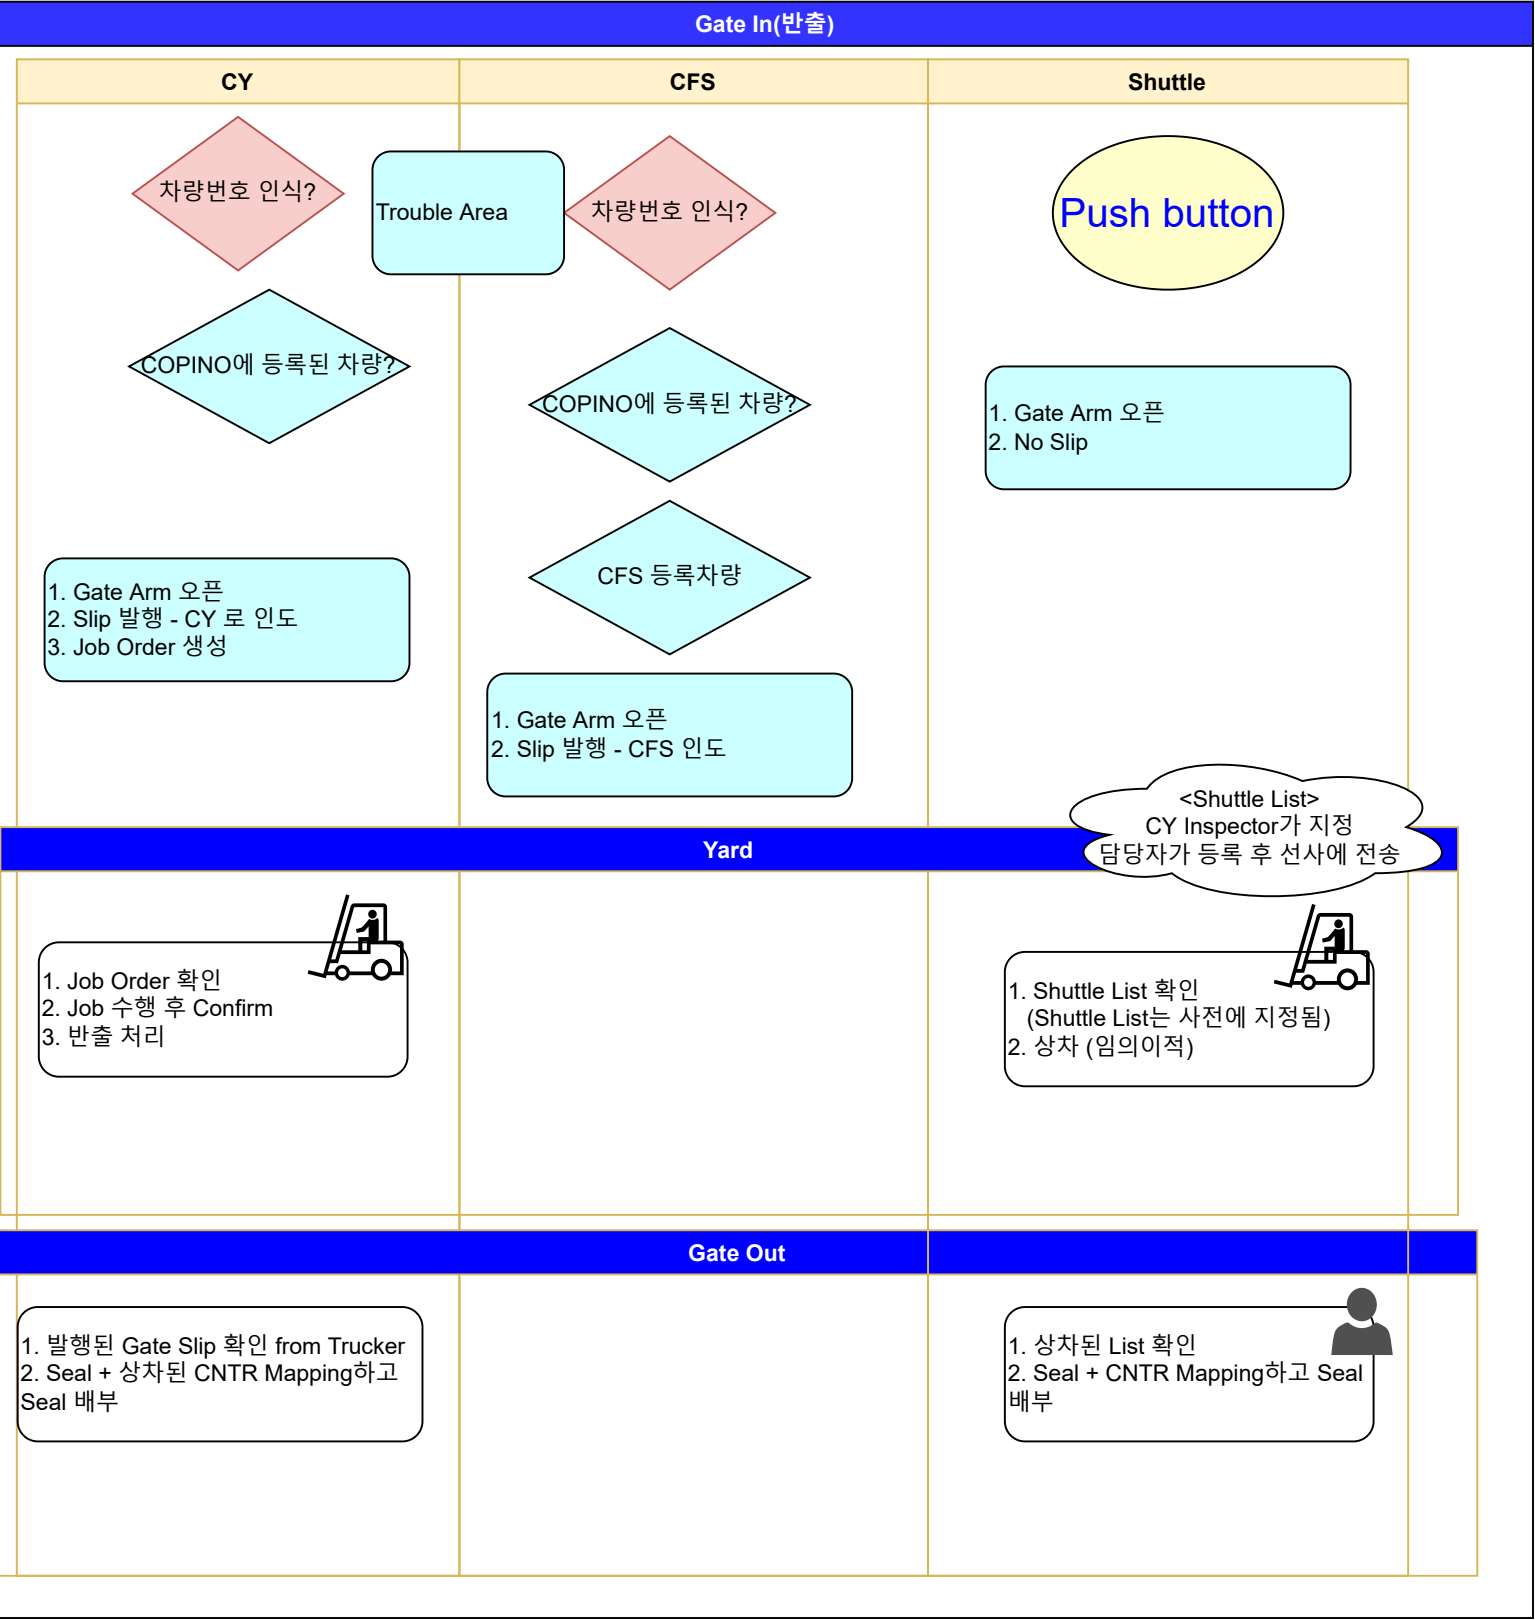 Gate In(반출)
CY
CFS
Shuttle
차량번호 인식?
Trouble Area
차량번호 인식?
Push button
COPINO에 등록된 차량?
COPINO에 등록된 차량?
1. Gate Arm 오픈
2. No Slip
CFS 등록차량
1. Gate Arm 오픈
2. Slip 발행 - CY 로 인도
3. Job Order 생성
1. Gate Arm 오픈
2. Slip 발행 - CFS 인도
<Shuttle List>
CY Inspector가 지정
담당자가 등록 후 선사에 전송
Yard
1. Job Order 확인
2. Job 수행 후 Confirm
3. 반출 처리
1. Shuttle List 확인
(Shuttle List는 사전에 지정됨)
2. 상차 (임의이적)
Gate Out
1. 발행된 Gate Slip 확인 from Trucker
2. Seal + 상차된 CNTR Mapping하고
Seal 배부
1. 상차된 List 확인
2. Seal + CNTR Mapping하고 Seal
배부